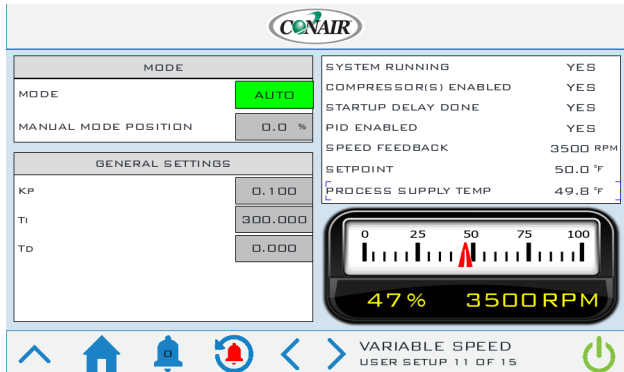 CONAIR
MODE
MODE AUTO
MANUAL MODE POSITION 0.0 %
GENERAL SETTINGS
KP 0.100
TI 300.000
TD 0.000
SYSTEM RUNNING YES
COMPRESSOR(S) ENABLED YES
STARTUP DELAY DONE YES
PID ENABLED YES
SPEED FEEDBACK 3500 RPM
SETPOINT 50.0 °F
PROCESS SUPPLY TEMP 49.8 °F
0 25 50 75 100
47% 3500RPM
0
VARIABLE SPEED
USER SETUP 11 OF 15